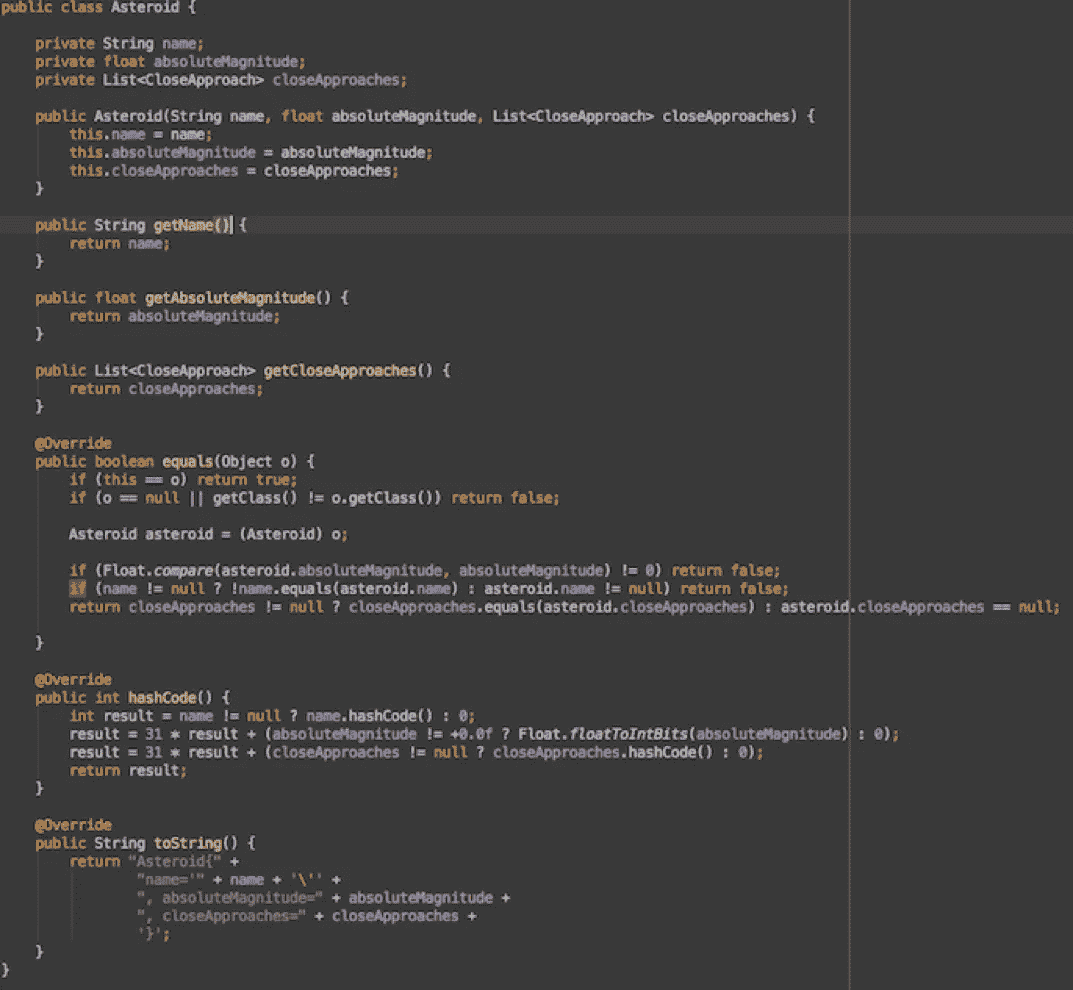 public class Asteroid {
private String name;
private float absoluteMagnitude;
private List<CloseApproach> closeApproaches;
public Asteroid(String name, float absoluteMagnitude, List<CloseApproach> closeApproaches) {
this.name = name;
this.absoluteMagnitude = absoluteMagnitude;
this.closeApproaches = closeApproaches;
}
public String getName() {
return name;
}
public float getAbsoluteMagnitude() {
return absoluteMagnitude;
}
public List<CloseApproach> getCloseApproaches() {
return closeApproaches;
}
@Override
public boolean equals(Object o) {
if (this == o) return true;
if (o == null || getClass() != o.getClass()) return false;
Asteroid asteroid = (Asteroid) o;
if (Float.compare(asteroid.absoluteMagnitude, absoluteMagnitude) != 0) return false;
if (name != null ? !name.equals(asteroid.name) : asteroid.name != null) return false;
return closeApproaches != null ? closeApproaches.equals(asteroid.closeApproaches) : asteroid.closeApproaches == null;
}
@Override
public int hashCode() {
int result = name != null ? name.hashCode() : 0;
result = 31 * result + (absoluteMagnitude != +0.0f ? Float.floatToIntBits(absoluteMagnitude) : 0);
result = 31 * result + (closeApproaches != null ? closeApproaches.hashCode() : 0);
return result;
}
@Override
public String toString() {
return "Asteroid{" +
"name='" + name + '\'' +
", absoluteMagnitude=" + absoluteMagnitude +
", closeApproaches=" + closeApproaches +
'}';
}
}